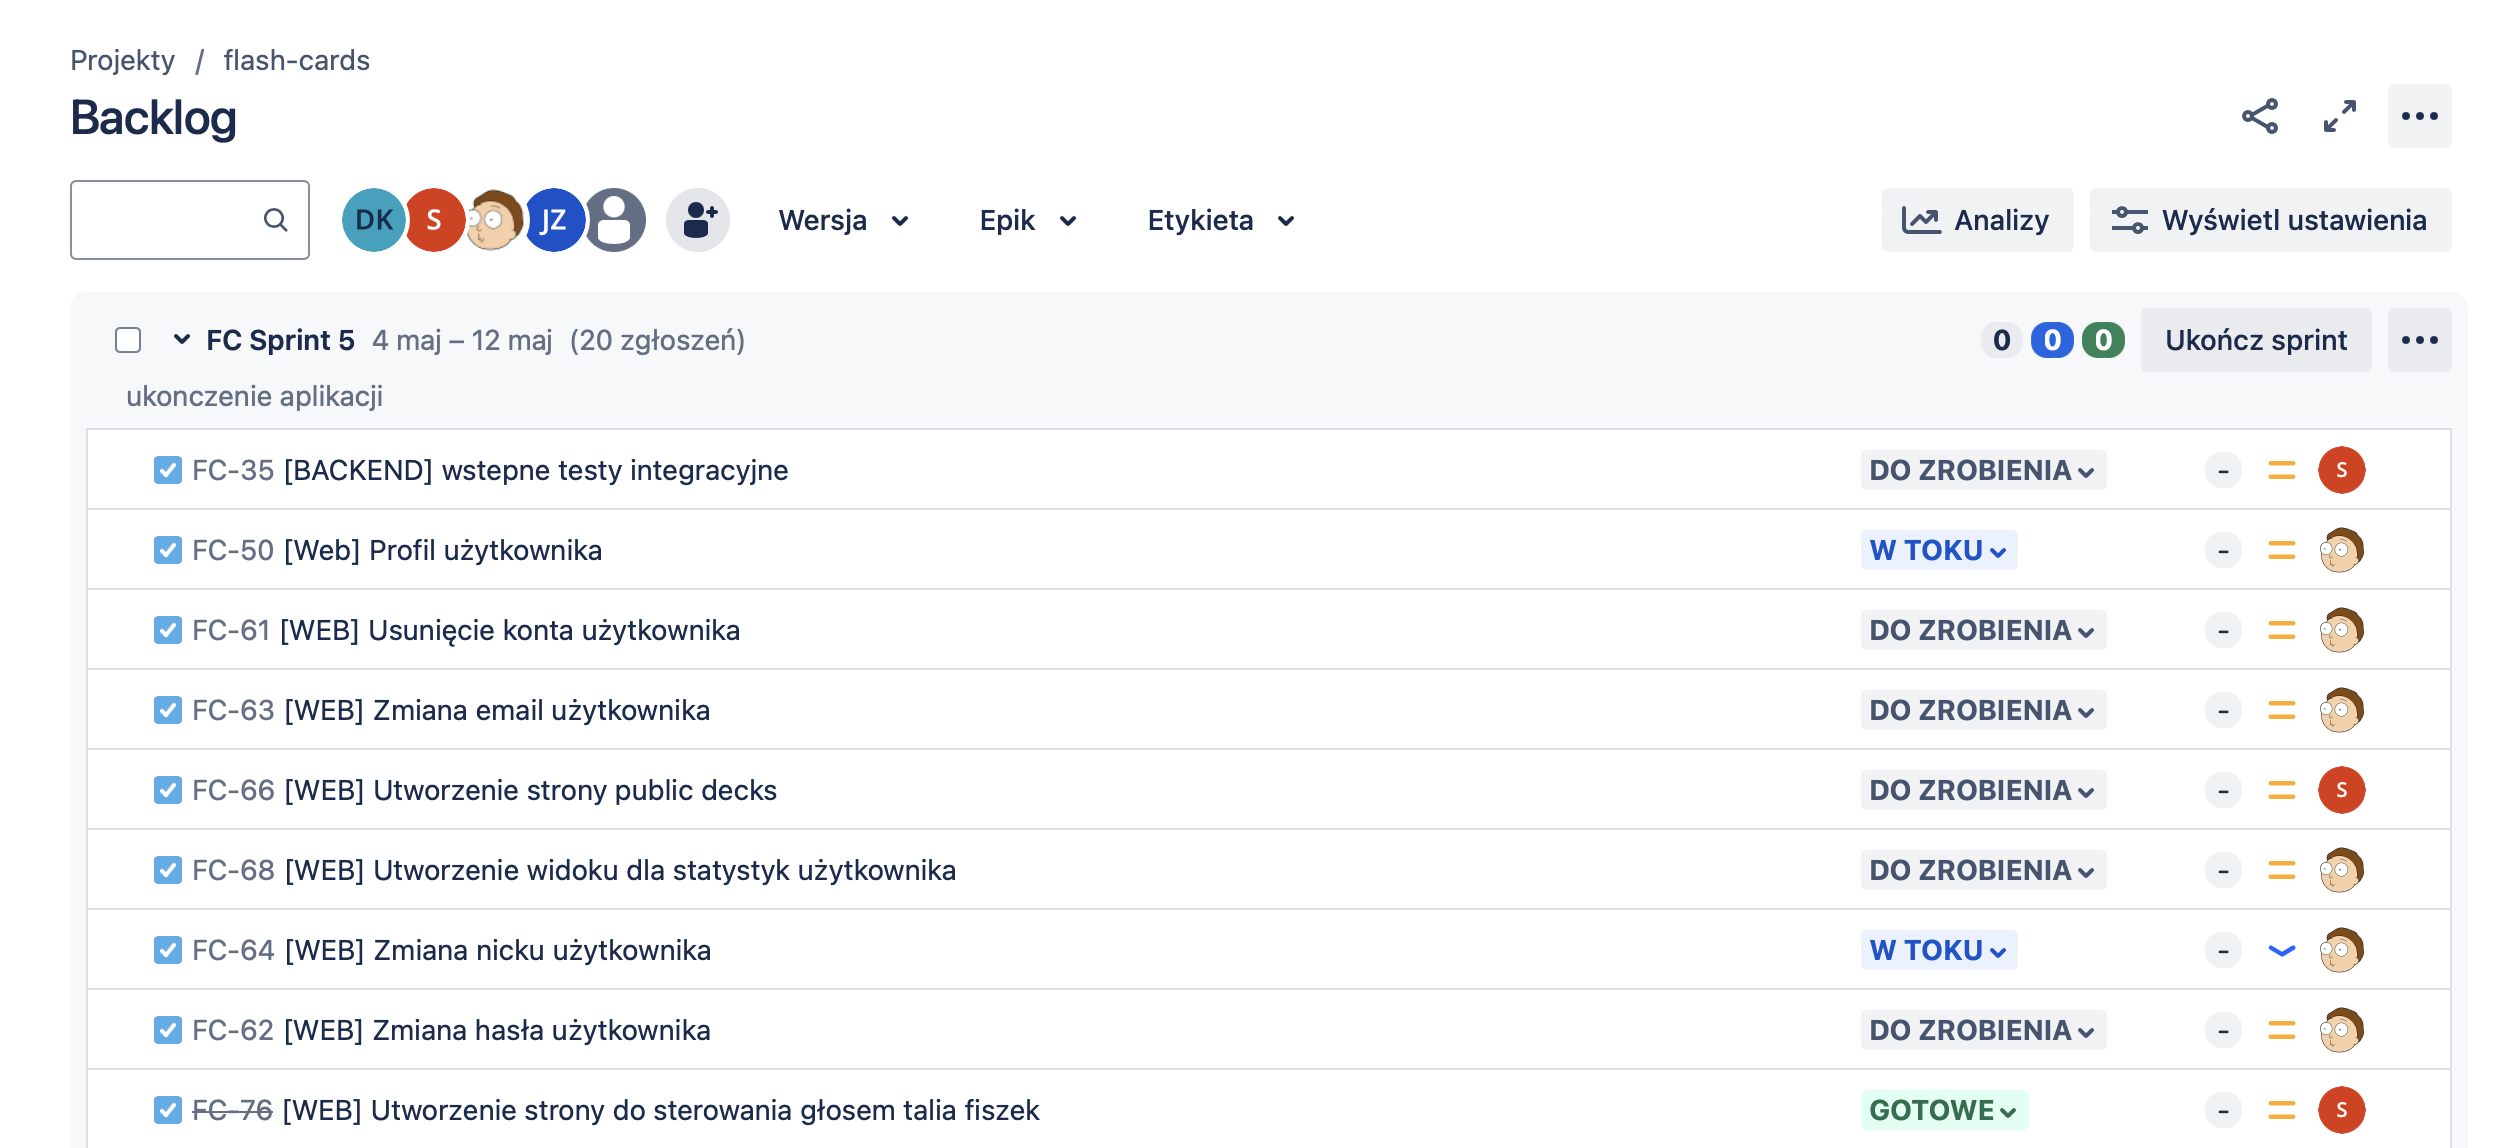 Projekty / flash-cards
Backlog
DK S JZ Wersja Epik Etykieta Analizy Wyświetl ustawienia
FC Sprint 5 4 maj – 12 maj (20 zgłoszeń) 0 0 0 Ukończ sprint
ukonczenie aplikacji
FC-35 [BACKEND] wstepne testy integracyjne DO ZROBIENIA - S
FC-50 [Web] Profil użytkownika W TOKU -
FC-61 [WEB] Usunięcie konta użytkownika DO ZROBIENIA -
FC-63 [WEB] Zmiana email użytkownika DO ZROBIENIA -
FC-66 [WEB] Utworzenie strony public decks DO ZROBIENIA - S
FC-68 [WEB] Utworzenie widoku dla statystyk użytkownika DO ZROBIENIA -
FC-64 [WEB] Zmiana nicku użytkownika W TOKU -
FC-62 [WEB] Zmiana hasła użytkownika DO ZROBIENIA -
FC-76 [WEB] Utworzenie strony do sterowania głosem talia fiszek GOTOWE - S